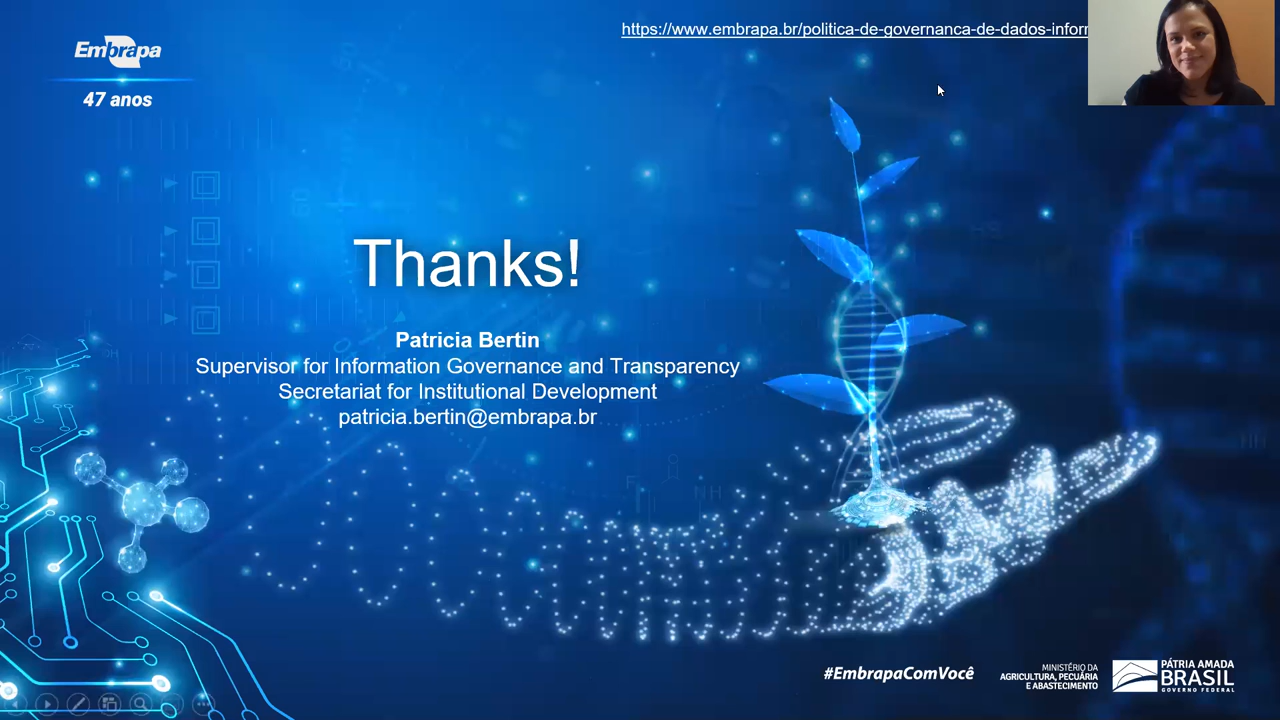 https://www.embrapa.br/politica-de-governanca-de-dados-infor
Embrapa
47 anos
Thanks!
Patricia Bertin
Supervisor for Information Governance and Transparency
Secretariat for Institutional Development
patricia.bertin@embrapa.br
NH
#EmbrapaComVocê
MINISTÉRIO DA
AGRICULTURA, PECUÁRIA
E ABASTECIMENTO
PÁTRIA AMADA
BRASIL
GOVERNO FEDERAL